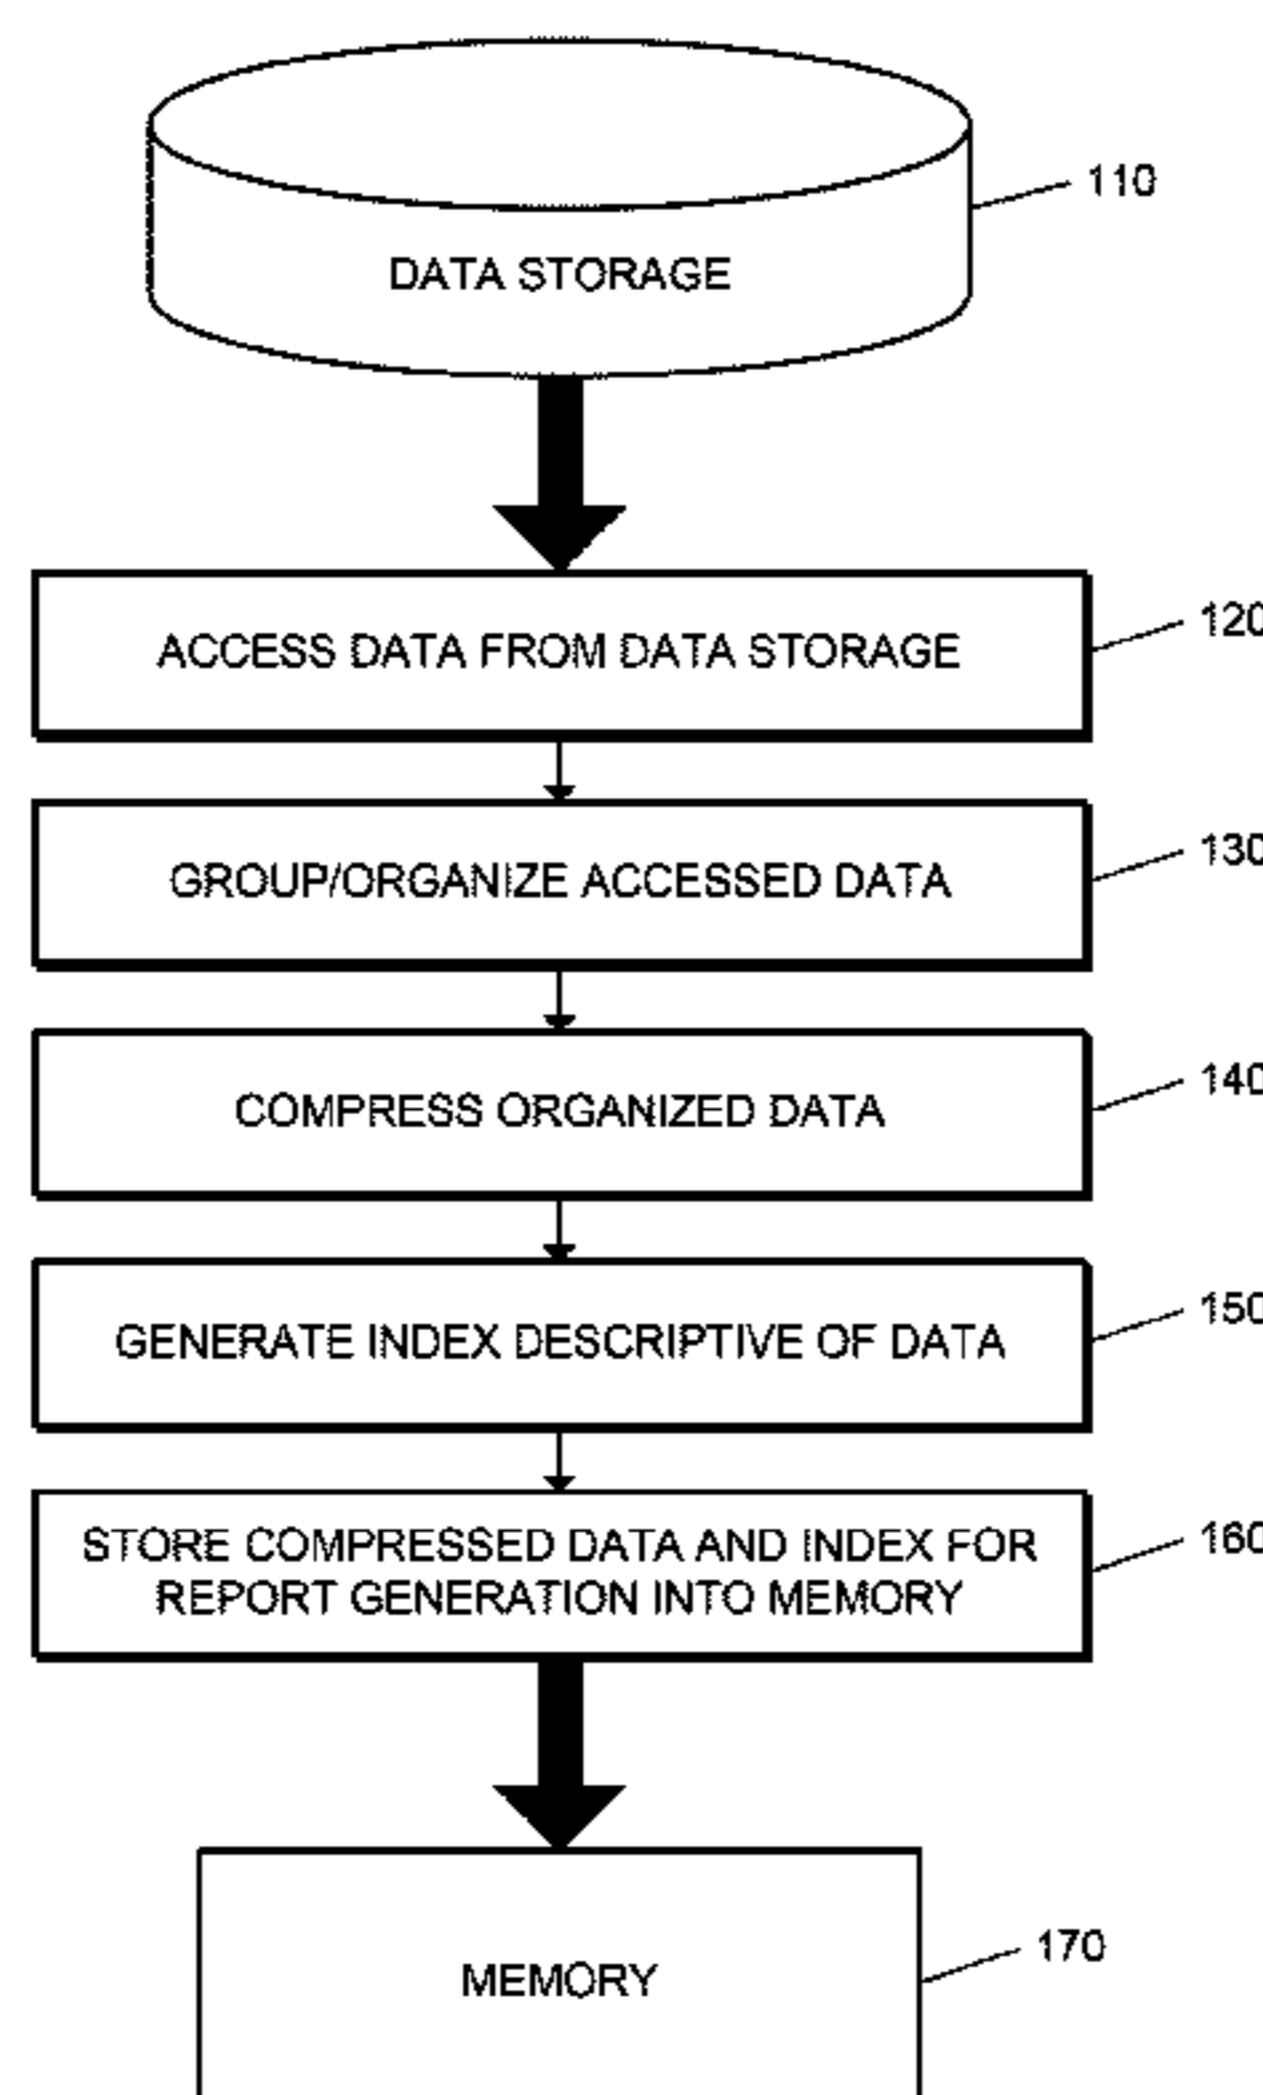 110
DATA STORAGE
120
ACCESS DATA FROM DATA STORAGE
130
GROUP/ORGANIZE ACCESSED DATA
140
COMPRESS ORGANIZED DATA
150
GENERATE INDEX DESCRIPTIVE OF DATA
160
STORE COMPRESSED DATA AND INDEX FOR
REPORT GENERATION INTO MEMORY
170
MEMORY